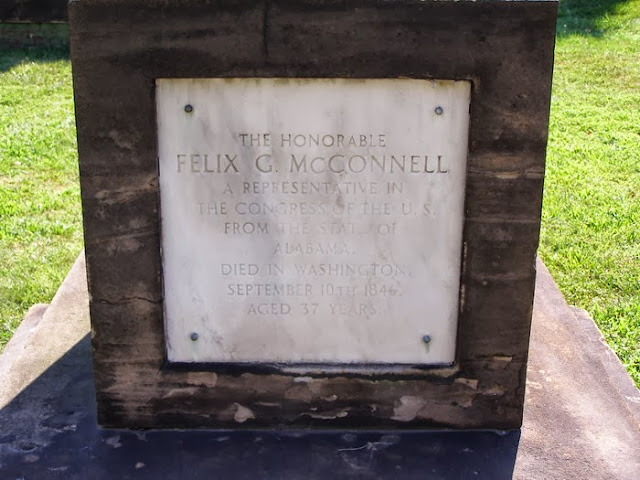 THE HONORABLE
FELIX G. McCONNELL
A REPRESENTATIVE IN
THE CONGRESS OF THE U. S.
FROM THE STATE OF
ALABAMA.
DIED IN WASHINGTON,
SEPTEMBER 10TH 1846,
AGED 37 YEARS.